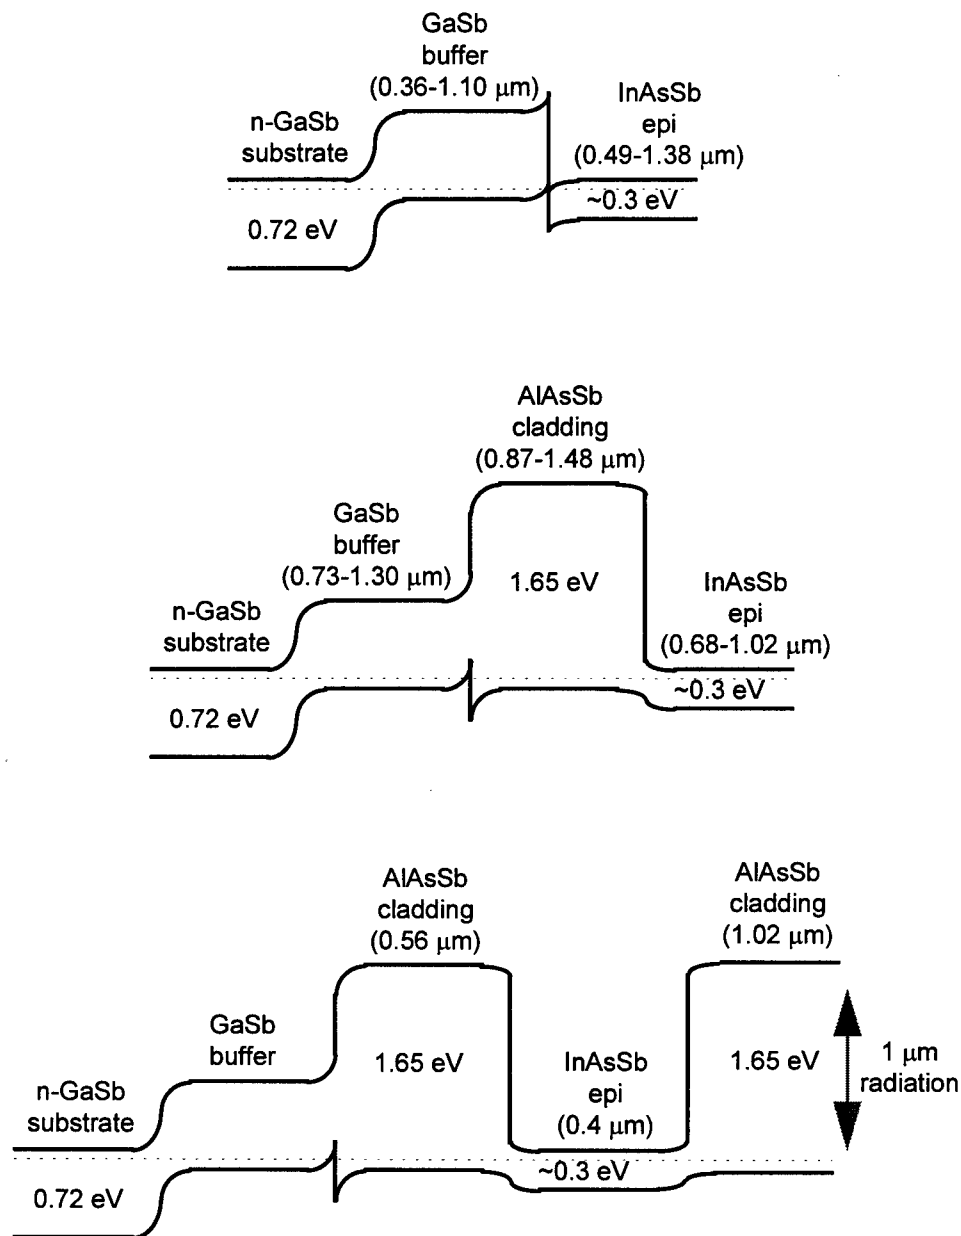 GaSb
buffer
(0.36-1.10 μm)
InAsSb
epi
(0.49-1.38 μm)
n-GaSb
substrate
~0.3 eV
0.72 eV
AlAsSb
cladding
(0.87-1.48 μm)
GaSb
buffer
(0.73-1.30 μm)
1.65 eV
InAsSb
epi
(0.68-1.02 μm)
n-GaSb
substrate
~0.3 eV
0.72 eV
AlAsSb
cladding
(0.56 μm)
AlAsSb
cladding
(1.02 μm)
GaSb
buffer
1.65 eV
InAsSb
epi
(0.4 μm)
1.65 eV
1 μm
radiation
n-GaSb
substrate
~0.3 eV
0.72 eV